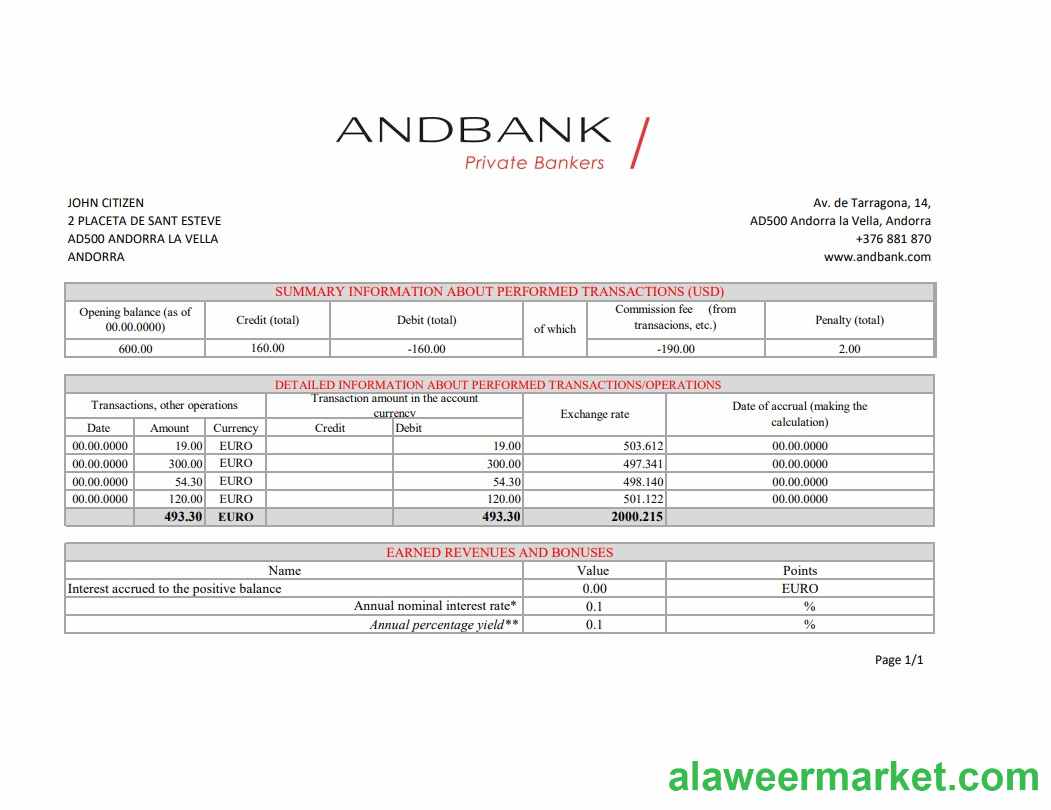 ANDBANK
Private Bankers
JOHN CITIZEN
2 PLACETA DE SANT ESTEVE
AD500 ANDORRA LA VELLA
ANDORRA
Av. de Tarragona, 14,
AD500 Andorra la Vella, Andorra
+376 881 870
www.andbank.com
SUMMARY INFORMATION ABOUT PERFORMED TRANSACTIONS (USD)
Opening balance (as of 00.00.0000) Credit (total) Debit (total) of which Commission fee (from transacions, etc.) Penalty (total)
600.00 160.00 -160.00 -190.00 2.00
DETAILED INFORMATION ABOUT PERFORMED TRANSACTIONS/OPERATIONS
Transactions, other operations Transaction amount in the account currency Exchange rate Date of accrual (making the calculation)
Date Amount Currency Credit Debit
00.00.0000 19.00 EURO 19.00 503.612 00.00.0000
00.00.0000 300.00 EURO 300.00 497.341 00.00.0000
00.00.0000 54.30 EURO 54.30 498.140 00.00.0000
00.00.0000 120.00 EURO 120.00 501.122 00.00.0000
493.30 EURO 493.30 2000.215
EARNED REVENUES AND BONUSES
Name Value Points
Interest accrued to the positive balance 0.00 EURO
Annual nominal interest rate* 0.1 %
Annual percentage yield** 0.1 %
Page 1/1
alaweermarket.com